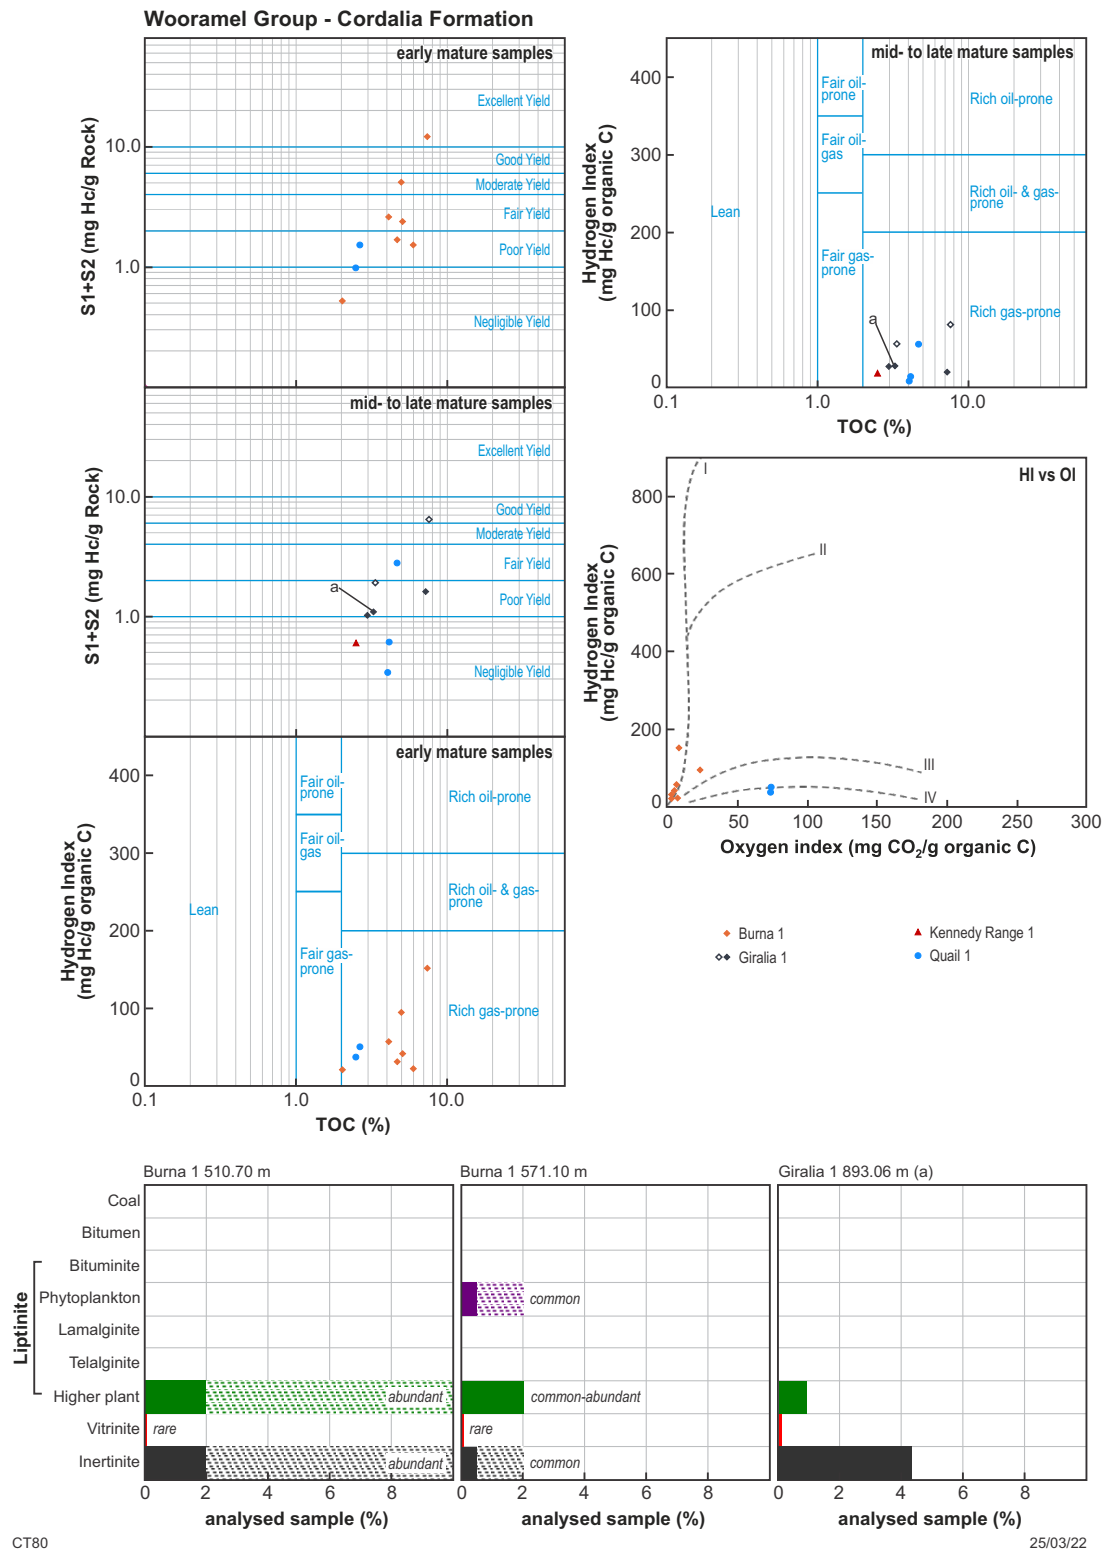 Wooramel Group - Cordalia Formation
early mature samples
Excellent Yield
10.0
Good Yield
Moderate Yield
Fair Yield
Poor Yield
1.0
Negligible Yield
S1+S2 (mg Hc/g Rock)
mid- to late mature samples
Excellent Yield
10.0
Good Yield
Moderate Yield
Fair Yield
a
Poor Yield
1.0
Negligible Yield
S1+S2 (mg Hc/g Rock)
early mature samples
400
Fair oil-
prone
Rich oil-prone
Fair oil-
gas
300
Rich oil- & gas-
prone
Lean
200
Fair gas-
prone
100
Rich gas-prone
0
Hydrogen Index
(mg Hc/g organic C)
0.1
1.0
10.0
TOC (%)
mid- to late mature samples
400
Fair oil-
prone
Rich oil-prone
Fair oil-
gas
300
Rich oil- & gas-
prone
Lean
200
Fair gas-
prone
100
Rich gas-prone
a
0
Hydrogen Index
(mg Hc/g organic C)
0.1
1.0
10.0
TOC (%)
HI vs OI
I
800
II
600
400
200
III
IV
0
Hydrogen Index
(mg Hc/g organic C)
0
50
100
150
200
250
300
Oxygen index (mg CO₂/g organic C)
Burna 1
Kennedy Range 1
Giralia 1
Quail 1
Burna 1 510.70 m
Burna 1 571.10 m
Giralia 1 893.06 m (a)
Coal
Bitumen
Bituminite
Phytoplankton
common
Lamalginite
Telalginite
Higher plant
abundant
common-abundant
Liptinite
Vitrinite
rare
rare
Inertinite
abundant
common
0 2 4 6 8
0 2 4 6 8
0 2 4 6 8
analysed sample (%)
analysed sample (%)
analysed sample (%)
CT80
25/03/22